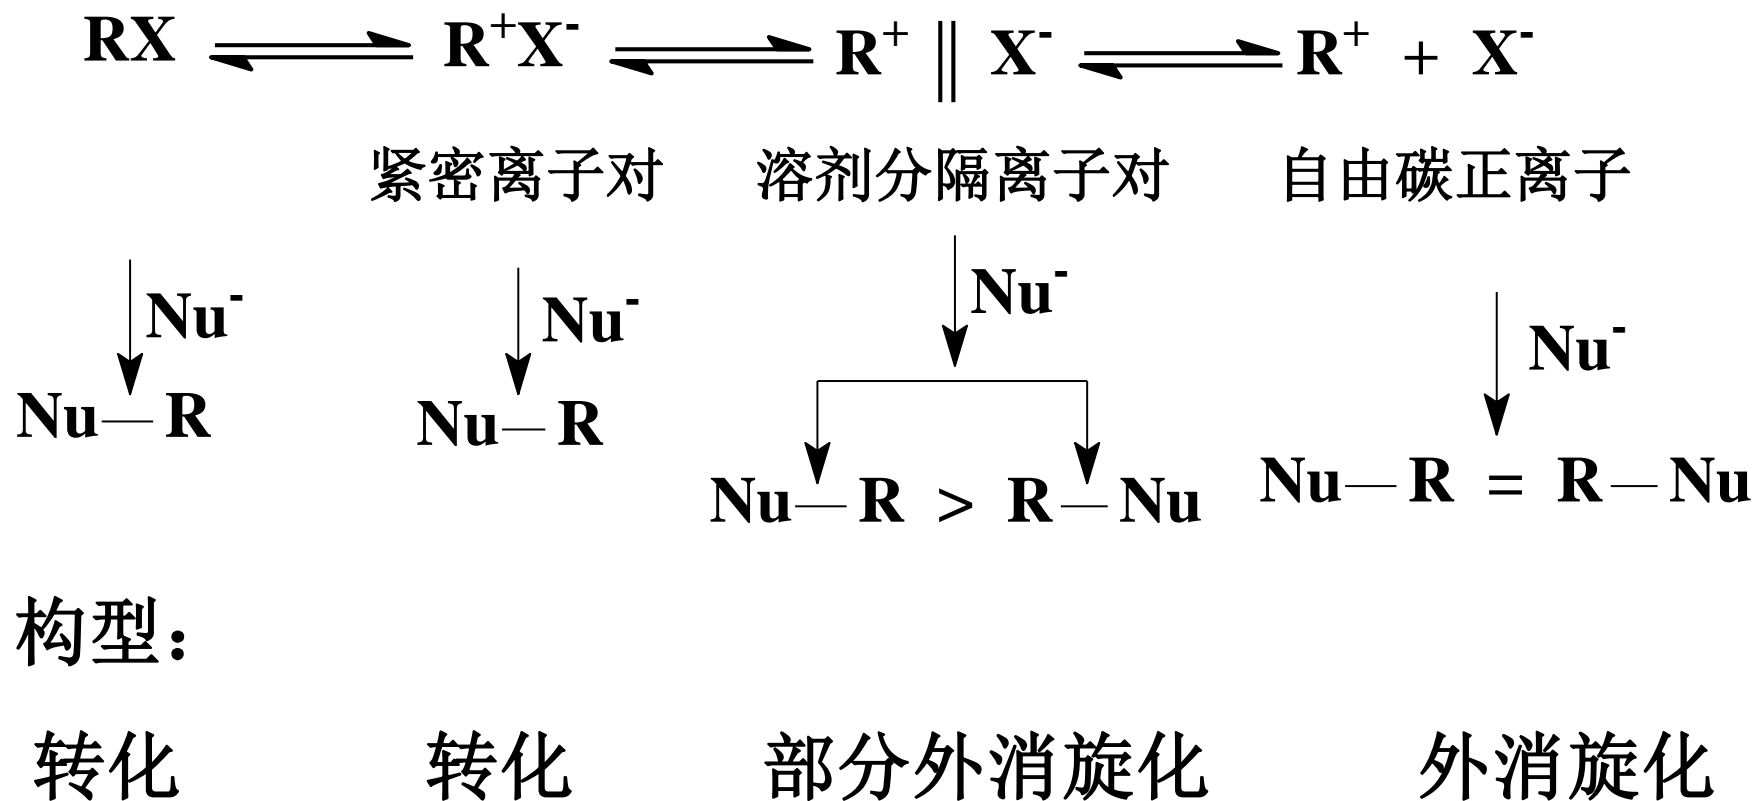 RX ⇌ R⁺X⁻ ⇌ R⁺ || X⁻ ⇌ R⁺ + X⁻
紧密离子对 溶剂分隔离子对 自由碳正离子
Nu⁻ Nu⁻ Nu⁻ Nu⁻
Nu—R Nu—R Nu—R > R—Nu Nu—R = R—Nu
构型：
转化 转化 部分外消旋化 外消旋化